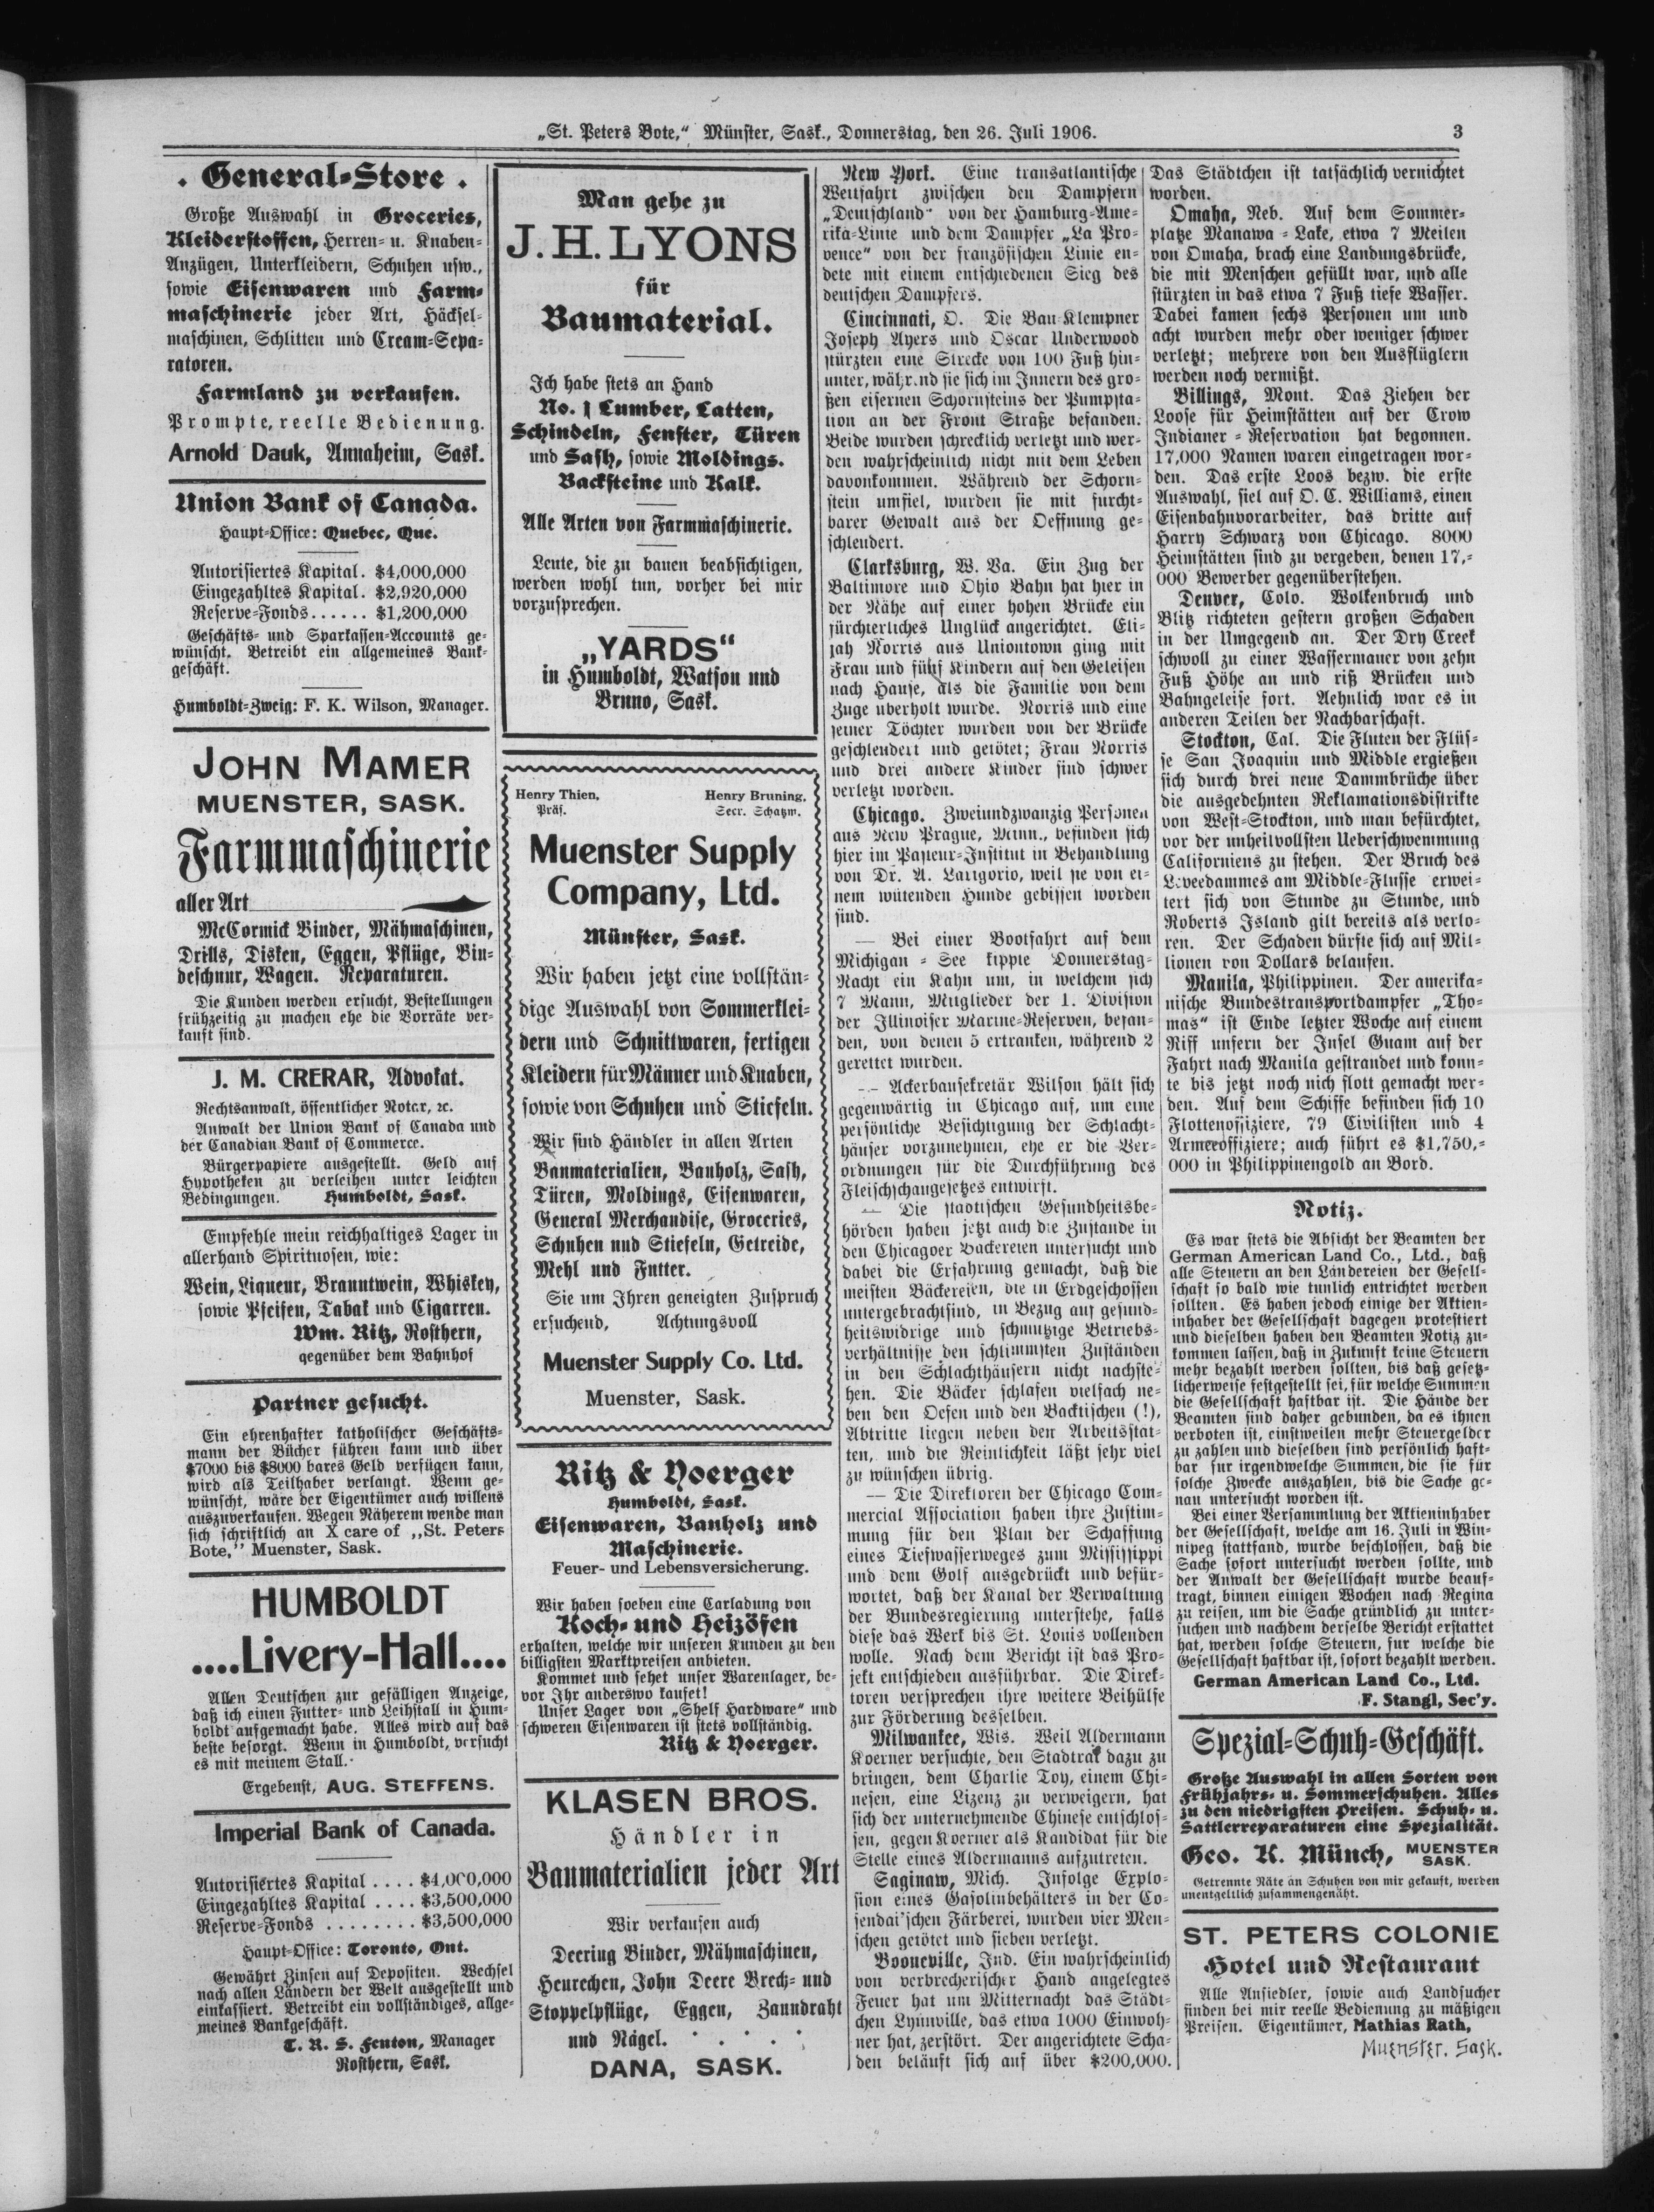 „St. Peters Bote,“ Münster, Sask., Donnerstag, den 26. Juli 1906.
3
. General-Store .
Große Auswahl in Groceries,
Kleiderstoffen, Herren- u. Knaben-
Anzügen, Unterkleidern, Schuhen usw.,
sowie Eisenwaren und Farm-
maschinerie jeder Art, Häcksel-
maschinen, Schlitten und Cream-Sepa-
ratoren.
Farmland zu verkaufen.
Prompte, reelle Bedienung.
Arnold Dauk, Annaheim, Sask.
Union Bank of Canada.
Haupt-Office: Quebec, Que.
Autorisiertes Kapital. $4,000,000
Eingezahltes Kapital. $2,920,000
Reserve-Fonds...... $1,200,000
Geschäfts- und Sparkassen-Accounts ge-
wünscht. Betreibt ein allgemeines Bank-
geschäft.
Humboldt-Zweig: F. K. Wilson, Manager.
JOHN MAMER
MUENSTER, SASK.
Farmmaschinerie
aller Art
McCormick Binder, Mähmaschinen,
Drills, Disken, Eggen, Pflüge, Bin-
deschnur, Wagen. Reparaturen.
Die Kunden werden ersucht, Bestellungen
frühzeitig zu machen ehe die Vorräte ver-
kauft sind.
J. M. CRERAR, Advokat.
Rechtsanwalt, öffentlicher Notar, ꝛc.
Anwalt der Union Bank of Canada und
der Canadian Bank of Commerce.
Bürgerpapiere ausgestellt. Geld auf
Hypotheken zu verleihen unter leichten
Bedingungen. Humboldt, Sask.
Empfehle mein reichhaltiges Lager in
allerhand Spirituosen, wie:
Wein, Liqueur, Branntwein, Whiskey,
sowie Pfeifen, Tabak und Cigarren.
Wm. Ritz, Rosthern,
gegenüber dem Bahnhof
Partner gesucht.
Ein ehrenhafter katholischer Geschäfts-
mann der Bücher führen kann und über
$7000 bis $8000 bares Geld verfügen kann,
wird als Teilhaber verlangt. Wenn ge-
wünscht, wäre der Eigentümer auch willens
auszuverkaufen. Wegen Näherem wende man
sich schriftlich an X care of „St. Peters
Bote,“ Muenster, Sask.
HUMBOLDT
....Livery-Hall....
Allen Deutschen zur gefälligen Anzeige,
daß ich einen Futter- und Leihstall in Hum-
boldt aufgemacht habe. Alles wird auf das
beste besorgt. Wenn in Humboldt, versucht
es mit meinem Stall.
Ergebenst, AUG. STEFFENS.
Imperial Bank of Canada.
Autorisiertes Kapital .... $4,000,000
Eingezahltes Kapital .... $3,500,000
Reserve-Fonds ........ $3,500,000
Haupt-Office: Toronto, Ont.
Gewährt Zinsen auf Depositen. Wechsel
nach allen Ländern der Welt ausgestellt und
einkassiert. Betreibt ein vollständiges, allge-
meines Bankgeschäft.
T. R. S. Fenton, Manager
Rosthern, Sask.
Man gehe zu
J. H. LYONS
für
Baumaterial.
Ich habe stets an Hand
No. 1 Lumber, Latten,
Schindeln, Fenster, Türen
und Sash, sowie Moldings.
Backsteine und Kalk.
Alle Arten von Farmmaschinerie.
Leute, die zu bauen beabsichtigen,
werden wohl tun, vorher bei mir
vorzusprechen.
„YARDS“
in Humboldt, Watson und
Bruno, Sask.
Henry Thien, Henry Bruning,
Präs. Secr. Schatzm.
Muenster Supply
Company, Ltd.
Münster, Sask.
Wir haben jetzt eine vollstän-
dige Auswahl von Sommerklei-
dern und Schnittwaren, fertigen
Kleidern für Männer und Knaben,
sowie von Schuhen und Stiefeln.
Wir sind Händler in allen Arten
Baumaterialien, Bauholz, Sash,
Türen, Moldings, Eisenwaren,
General Merchandise, Groceries,
Schuhen und Stiefeln, Getreide,
Mehl und Futter.
Sie um Ihren geneigten Zuspruch
ersuchend, Achtungsvoll
Muenster Supply Co. Ltd.
Muenster, Sask.
Ritz & Yoerger
Humboldt, Sask.
Eisenwaren, Bauholz und
Maschinerie.
Feuer- und Lebensversicherung.
Wir haben soeben eine Carladung von
Koch- und Heizöfen
erhalten, welche wir unseren Kunden zu den
billigsten Marktpreisen anbieten.
Kommet und sehet unser Warenlager, be-
vor Ihr anderswo kaufet!
Unser Lager von „Shelf Hardware“ und
schweren Eisenwaren ist stets vollständig.
Ritz & Yoerger.
KLASEN BROS.
Händler in
Baumaterialien jeder Art
Wir verkaufen auch
Deering Binder, Mähmaschinen,
Heurechen, John Deere Brech- und
Stoppelpflüge, Eggen, Zaundraht
und Nägel. . . . .
DANA, SASK.
New York. Eine transatlantische
Wettfahrt zwischen den Dampfern
„Deutschland“ von der Hamburg-Ame-
rika-Linie und dem Dampfer „La Pro-
vence“ von der französischen Linie en-
dete mit einem entschiedenen Sieg des
deutschen Dampfers.
Cincinnati, O. Die Bau-Klempner
Joseph Ayers und Oscar Underwood
stürzten eine Strecke von 100 Fuß hin-
unter, während sie sich im Innern des gro-
ßen eisernen Schornsteins der Pumpsta-
tion an der Front Straße befanden.
Beide wurden schrecklich verletzt und wer-
den wahrscheinlich nicht mit dem Leben
davonkommen. Während der Schorn-
stein umfiel, wurden sie mit furcht-
barer Gewalt aus der Oeffnung ge-
schleudert.
Clarksburg, W. Va. Ein Zug der
Baltimore und Ohio Bahn hat hier in
der Nähe auf einer hohen Brücke ein
fürchterliches Unglück angerichtet. Eli-
jah Norris aus Uniontown ging mit
Frau und fünf Kindern auf den Geleisen
nach Hause, als die Familie von dem
Zuge überholt wurde. Norris und eine
seiner Töchter wurden von der Brücke
geschleudert und getötet; Frau Norris
und drei andere Kinder sind schwer
verletzt worden.
Chicago. Zweiundzwanzig Personen
aus New Prague, Minn., befinden sich
hier im Pasteur-Institut in Behandlung
von Dr. A. Larigorio, weil sie von ei-
nem wütenden Hunde gebissen worden
sind.
— Bei einer Bootfahrt auf dem
Michigan-See kippte Donnerstag-
Nacht ein Kahn um, in welchem sich
7 Mann, Mitglieder der 1. Division
der Illinoiser Marine-Reserven, befan-
den, von denen 5 ertranken, während 2
gerettet wurden.
— Ackerbausekretär Wilson hält sich
gegenwärtig in Chicago auf, um eine
persönliche Besichtigung der Schlacht-
häuser vorzunehmen, ehe er die Ver-
ordnungen für die Durchführung des
Fleischschaugesetzes entwirft.
— Die städtischen Gesundheitsbe-
hörden haben jetzt auch die Zustände in
den Chicagoer Bäckereien untersucht und
dabei die Erfahrung gemacht, daß die
meisten Bäckereien, die in Erdgeschossen
untergebracht sind, in Bezug auf gesund-
heitswidrige und schmutzige Betriebs-
verhältnisse den schlimmsten Zuständen
in den Schlachthäusern nicht nachste-
hen. Die Bäcker schlafen vielfach ne-
ben den Oefen und den Backtischen (!),
Abtritte liegen neben den Arbeitsstät-
ten, und die Reinlichkeit läßt sehr viel
zu wünschen übrig.
— Die Direktoren der Chicago Com-
mercial Association haben ihre Zustim-
mung für den Plan der Schaffung
eines Tiefwasserweges zum Mississippi
und dem Golf ausgedrückt und befür-
wortet, daß der Kanal der Verwaltung
der Bundesregierung unterstehe, falls
diese das Werk bis St. Louis vollenden
wolle. Nach dem Bericht ist das Pro-
jekt entschieden ausführbar. Die Direk-
toren versprechen ihre weitere Beihülfe
zur Förderung desselben.
Milwaukee, Wis. Weil Aldermann
Koerner versuchte, den Stadtrat dazu zu
bringen, dem Charlie Toy, einem Chi-
nesen, eine Lizenz zu verweigern, hat
sich der unternehmende Chinese entschlos-
sen, gegen Koerner als Kandidat für die
Stelle eines Aldermanns aufzutreten.
Saginaw, Mich. Infolge Explo-
sion eines Gasolinbehälters in der Co-
sendai'schen Färberei, wurden vier Men-
schen getötet und sieben verletzt.
Booneville, Ind. Ein wahrscheinlich
von verbrecherischer Hand angelegtes
Feuer hat um Mitternacht das Städt-
chen Lynnville, das etwa 1000 Einwoh-
ner hat, zerstört. Der angerichtete Scha-
den beläuft sich auf über $200,000.
Das Städtchen ist tatsächlich vernichtet
worden.
Omaha, Neb. Auf dem Sommer-
platze Manawa-Lake, etwa 7 Meilen
von Omaha, brach eine Landungsbrücke,
die mit Menschen gefüllt war, und alle
stürzten in das etwa 7 Fuß tiefe Wasser.
Dabei kamen sechs Personen um und
acht wurden mehr oder weniger schwer
verletzt; mehrere von den Ausflüglern
werden noch vermißt.
Billings, Mont. Das Ziehen der
Loose für Heimstätten auf der Crow
Indianer-Reservation hat begonnen.
17,000 Namen waren eingetragen wor-
den. Das erste Loos bezw. die erste
Auswahl, fiel auf O. C. Williams, einen
Eisenbahnvorarbeiter, das dritte auf
Harry Schwarz von Chicago. 8000
Heimstätten sind zu vergeben, denen 17,-
000 Bewerber gegenüberstehen.
Denver, Colo. Wolkenbruch und
Blitz richteten gestern großen Schaden
in der Umgegend an. Der Dry Creek
schwoll zu einer Wassermauer von zehn
Fuß Höhe an und riß Brücken und
Bahngeleise fort. Aehnlich war es in
anderen Teilen der Nachbarschaft.
Stockton, Cal. Die Fluten der Flüs-
se San Joaquin und Middle ergießen
sich durch drei neue Dammbrüche über
die ausgedehnten Reklamationsdistrikte
von West-Stockton, und man befürchtet,
vor der unheilvollsten Ueberschwemmung
Californiens zu stehen. Der Bruch des
Leveedammes am Middle-Flusse erwei-
tert sich von Stunde zu Stunde, und
Roberts Island gilt bereits als verlo-
ren. Der Schaden dürfte sich auf Mil-
lionen von Dollars belaufen.
Manila, Philippinen. Der amerika-
nische Bundestransportdampfer „Tho-
mas“ ist Ende letzter Woche auf einem
Riff unfern der Insel Guam auf der
Fahrt nach Manila gestrandet und konn-
te bis jetzt noch nich flott gemacht wer-
den. Auf dem Schiffe befinden sich 10
Flottenoffiziere, 79 Civilisten und 4
Armeeoffiziere; auch führt es $1,750,-
000 in Philippinengold an Bord.
Notiz.
Es war stets die Absicht der Beamten der
German American Land Co., Ltd., daß
alle Steuern an den Ländereien der Gesell-
schaft so bald wie tunlich entrichtet werden
sollten. Es haben jedoch einige der Aktien-
inhaber der Gesellschaft dagegen protestiert
und dieselben haben den Beamten Notiz zu-
kommen lassen, daß in Zukunft keine Steuern
mehr bezahlt werden sollten, bis daß gesetz-
licherweise festgestellt sei, für welche Summen
die Gesellschaft haftbar ist. Die Hände der
Beamten sind daher gebunden, da es ihnen
verboten ist, einstweilen mehr Steuergelder
zu zahlen und dieselben sind persönlich haft-
bar für irgendwelche Summen, die sie für
solche Zwecke auszahlen, bis die Sache ge-
nau untersucht worden ist.
Bei einer Versammlung der Aktieninhaber
der Gesellschaft, welche am 16. Juli in Win-
nipeg stattfand, wurde beschlossen, daß die
Sache sofort untersucht werden sollte, und
der Anwalt der Gesellschaft wurde beauf-
tragt, binnen einigen Wochen nach Regina
zu reisen, um die Sache gründlich zu unter-
suchen und nachdem derselbe Bericht erstattet
hat, werden solche Steuern, für welche die
Gesellschaft haftbar ist, sofort bezahlt werden.
German American Land Co., Ltd.
F. Stangl, Sec'y.
Spezial-Schuh-Geschäft.
Große Auswahl in allen Sorten von
Frühjahrs- u. Sommerschuhen. Alles
zu den niedrigsten Preisen. Schuh- u.
Sattlerreparaturen eine Spezialität.
Geo. K. Münch, MUENSTER
SASK.
Getrennte Näte an Schuhen von mir gekauft, werden
unentgeltlich zusammengenäht.
ST. PETERS COLONIE
Hotel und Restaurant
Alle Ansiedler, sowie auch Landsucher
finden bei mir reelle Bedienung zu mäßigen
Preisen. Eigentümer, Mathias Rath,
Muenster. Sask.